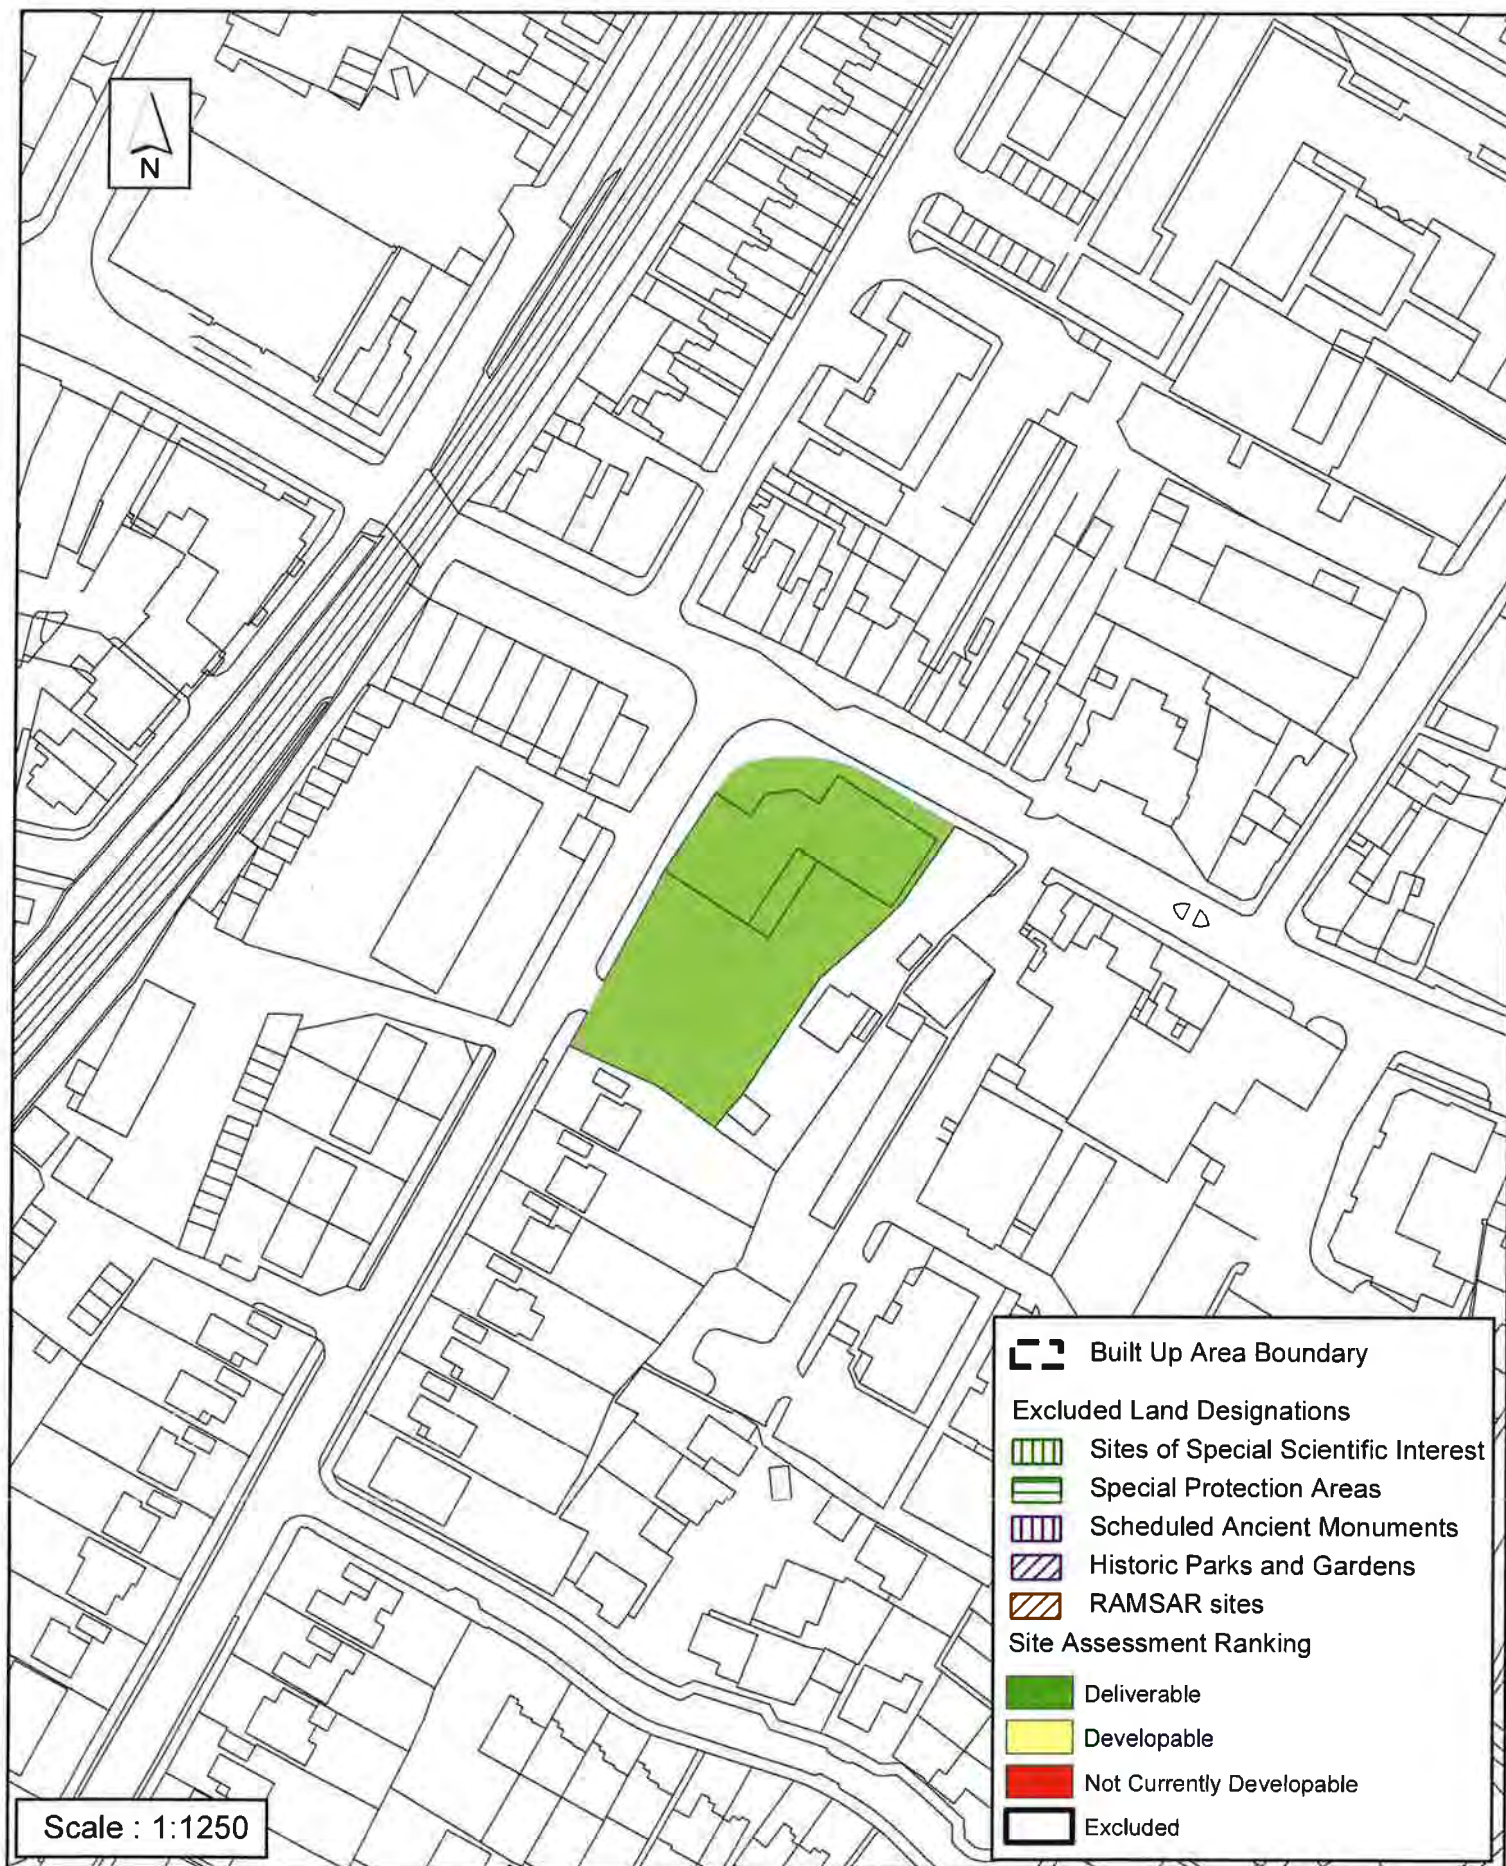 N
Built Up Area Boundary
Excluded Land Designations
Sites of Special Scientific Interest
Special Protection Areas
Scheduled Ancient Monuments
Historic Parks and Gardens
RAMSAR sites
Site Assessment Ranking
Deliverable
Developable
Not Currently Developable
Excluded
Scale : 1:1250